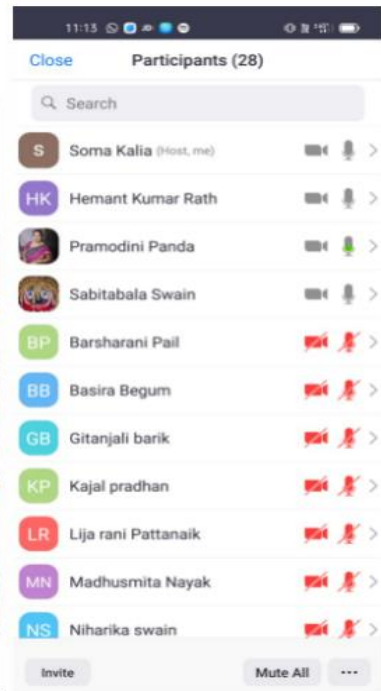 11:13
Close Participants (28)
Search
S Soma Kalia (Host, me)
HK Hemant Kumar Rath
Pramodini Panda
Sabitabala Swain
BP Barsharani Pail
BB Basira Begum
GB Gitanjali barik
KP Kajal pradhan
LR Lija rani Pattanaik
MN Madhusmita Nayak
NS Niharika swain
Invite Mute All ...